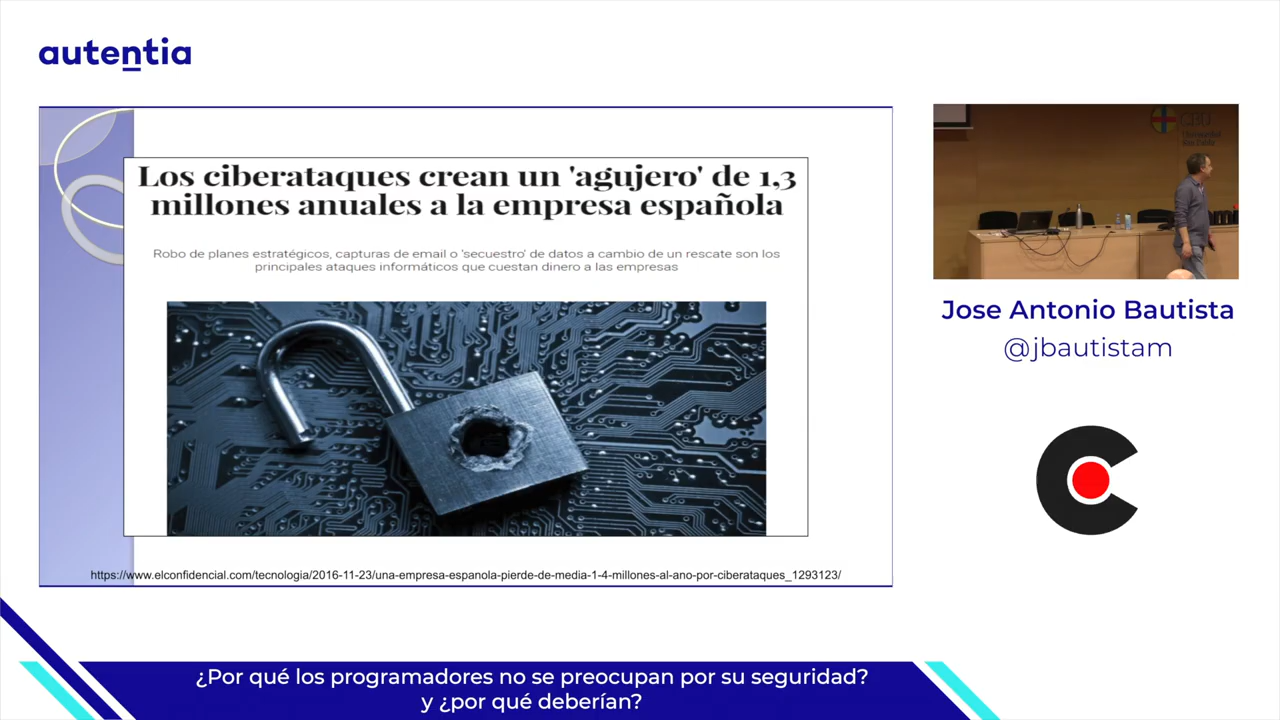 autentia
Los ciberataques crean un 'agujero' de 1,3
millones anuales a la empresa española
Robo de planes estratégicos, capturas de email o 'secuestro' de datos a cambio de un rescate son los
principales ataques informáticos que cuestan dinero a las empresas
https://www.elconfidencial.com/tecnologia/2016-11-23/una-empresa-espanola-pierde-de-media-1-4-millones-al-ano-por-ciberataques_1293123/
CEU
Jose Antonio Bautista
@jbautistam
¿Por qué los programadores no se preocupan por su seguridad?
y ¿por qué deberían?